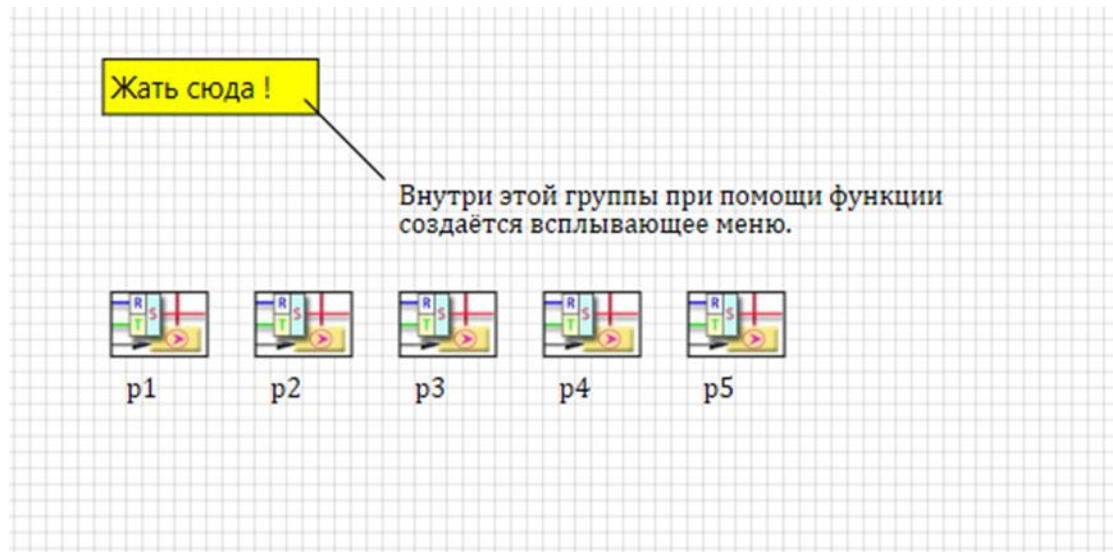 Жать сюда !
Внутри этой группы при помощи функции
создаётся всплывающее меню.
R S R S R S R S R S
T T T T T
p1 p2 p3 p4 p5